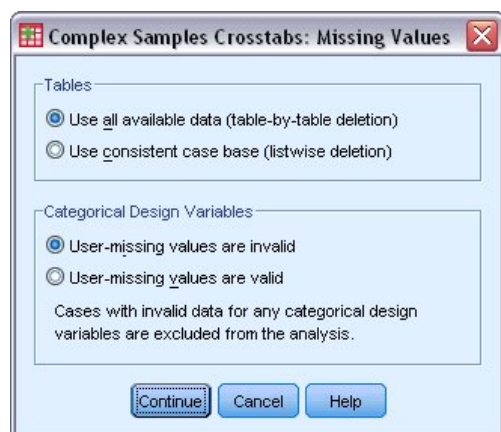 Complex Samples Crosstabs: Missing Values
Tables
Use all available data (table-by-table deletion)
Use consistent case base (listwise deletion)
Categorical Design Variables
User-missing values are invalid
User-missing values are valid
Cases with invalid data for any categorical design
variables are excluded from the analysis.
Continue Cancel Help